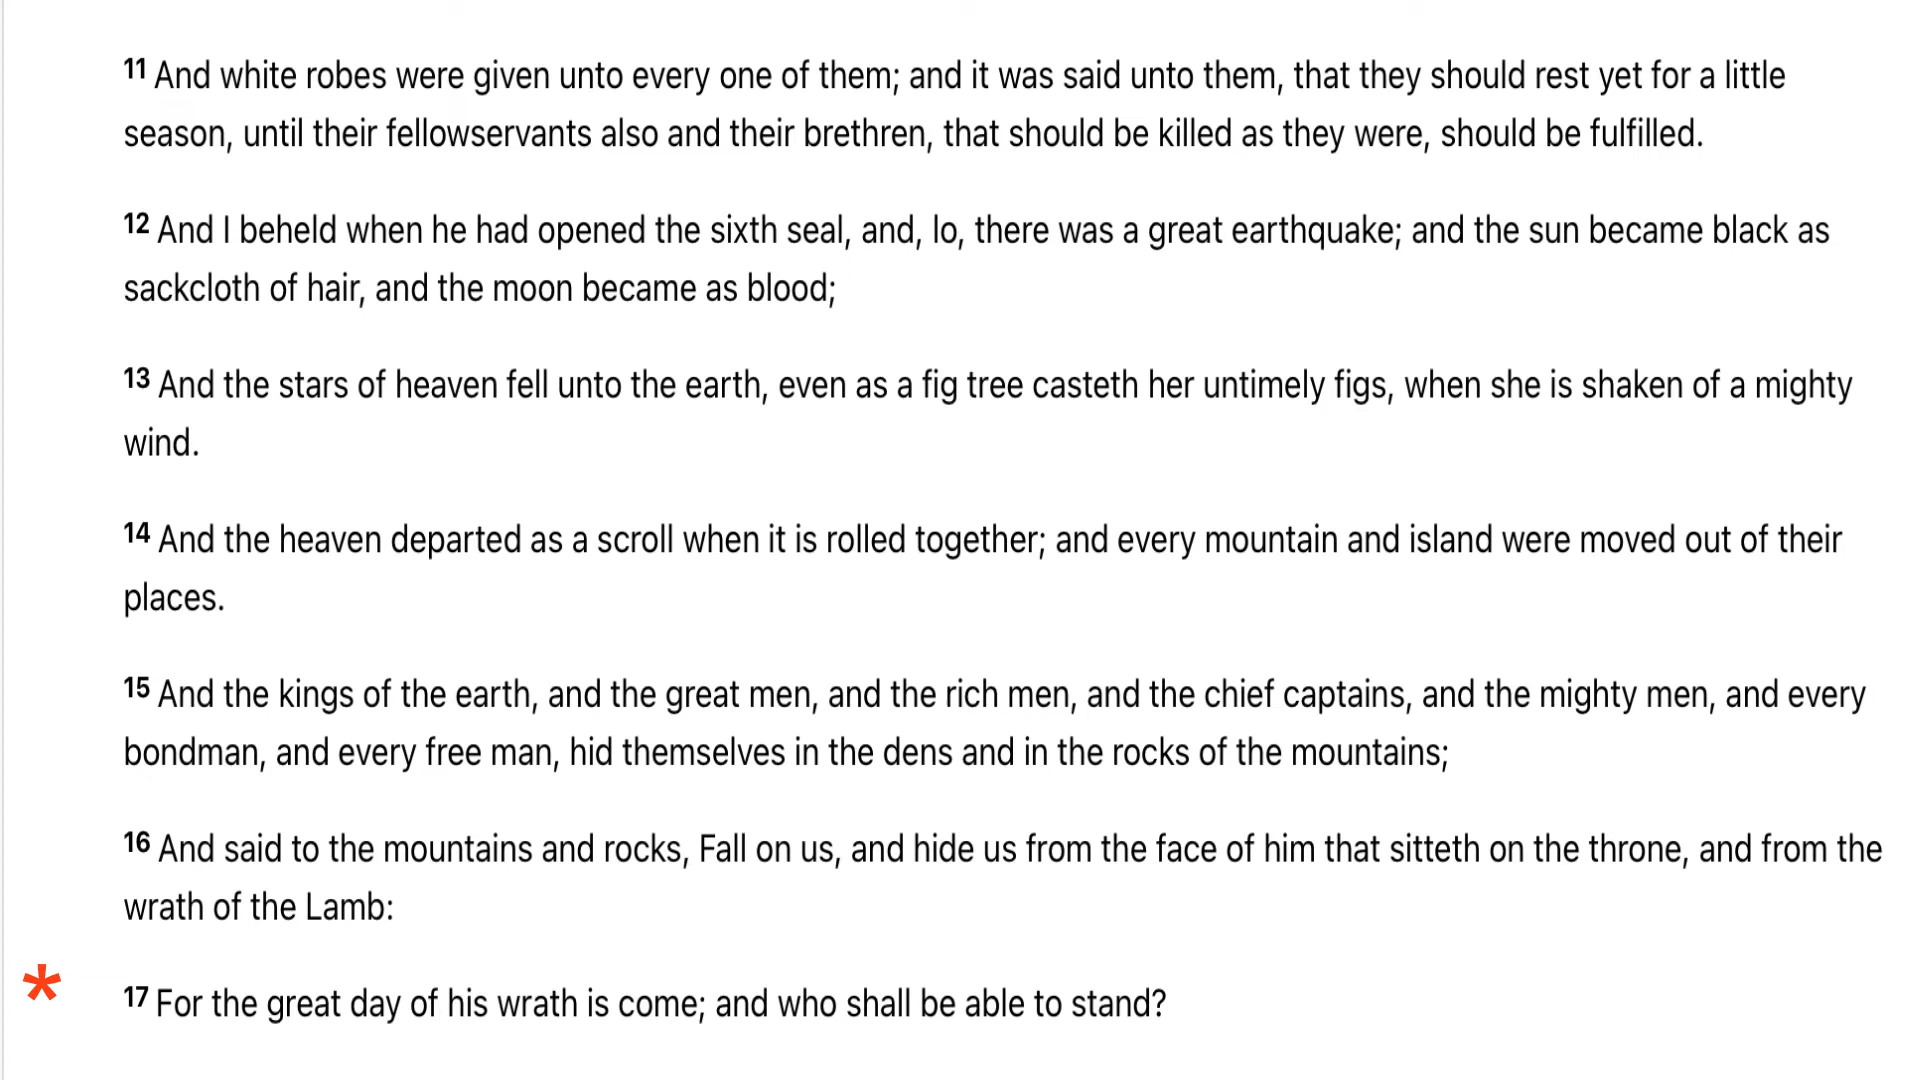 11 And white robes were given unto every one of them; and it was said unto them, that they should rest yet for a little
season, until their fellowservants also and their brethren, that should be killed as they were, should be fulfilled.
12 And I beheld when he had opened the sixth seal, and, lo, there was a great earthquake; and the sun became black as
sackcloth of hair, and the moon became as blood;
13 And the stars of heaven fell unto the earth, even as a fig tree casteth her untimely figs, when she is shaken of a mighty
wind.
14 And the heaven departed as a scroll when it is rolled together; and every mountain and island were moved out of their
places.
15 And the kings of the earth, and the great men, and the rich men, and the chief captains, and the mighty men, and every
bondman, and every free man, hid themselves in the dens and in the rocks of the mountains;
16 And said to the mountains and rocks, Fall on us, and hide us from the face of him that sitteth on the throne, and from the
wrath of the Lamb:
* 17 For the great day of his wrath is come; and who shall be able to stand?